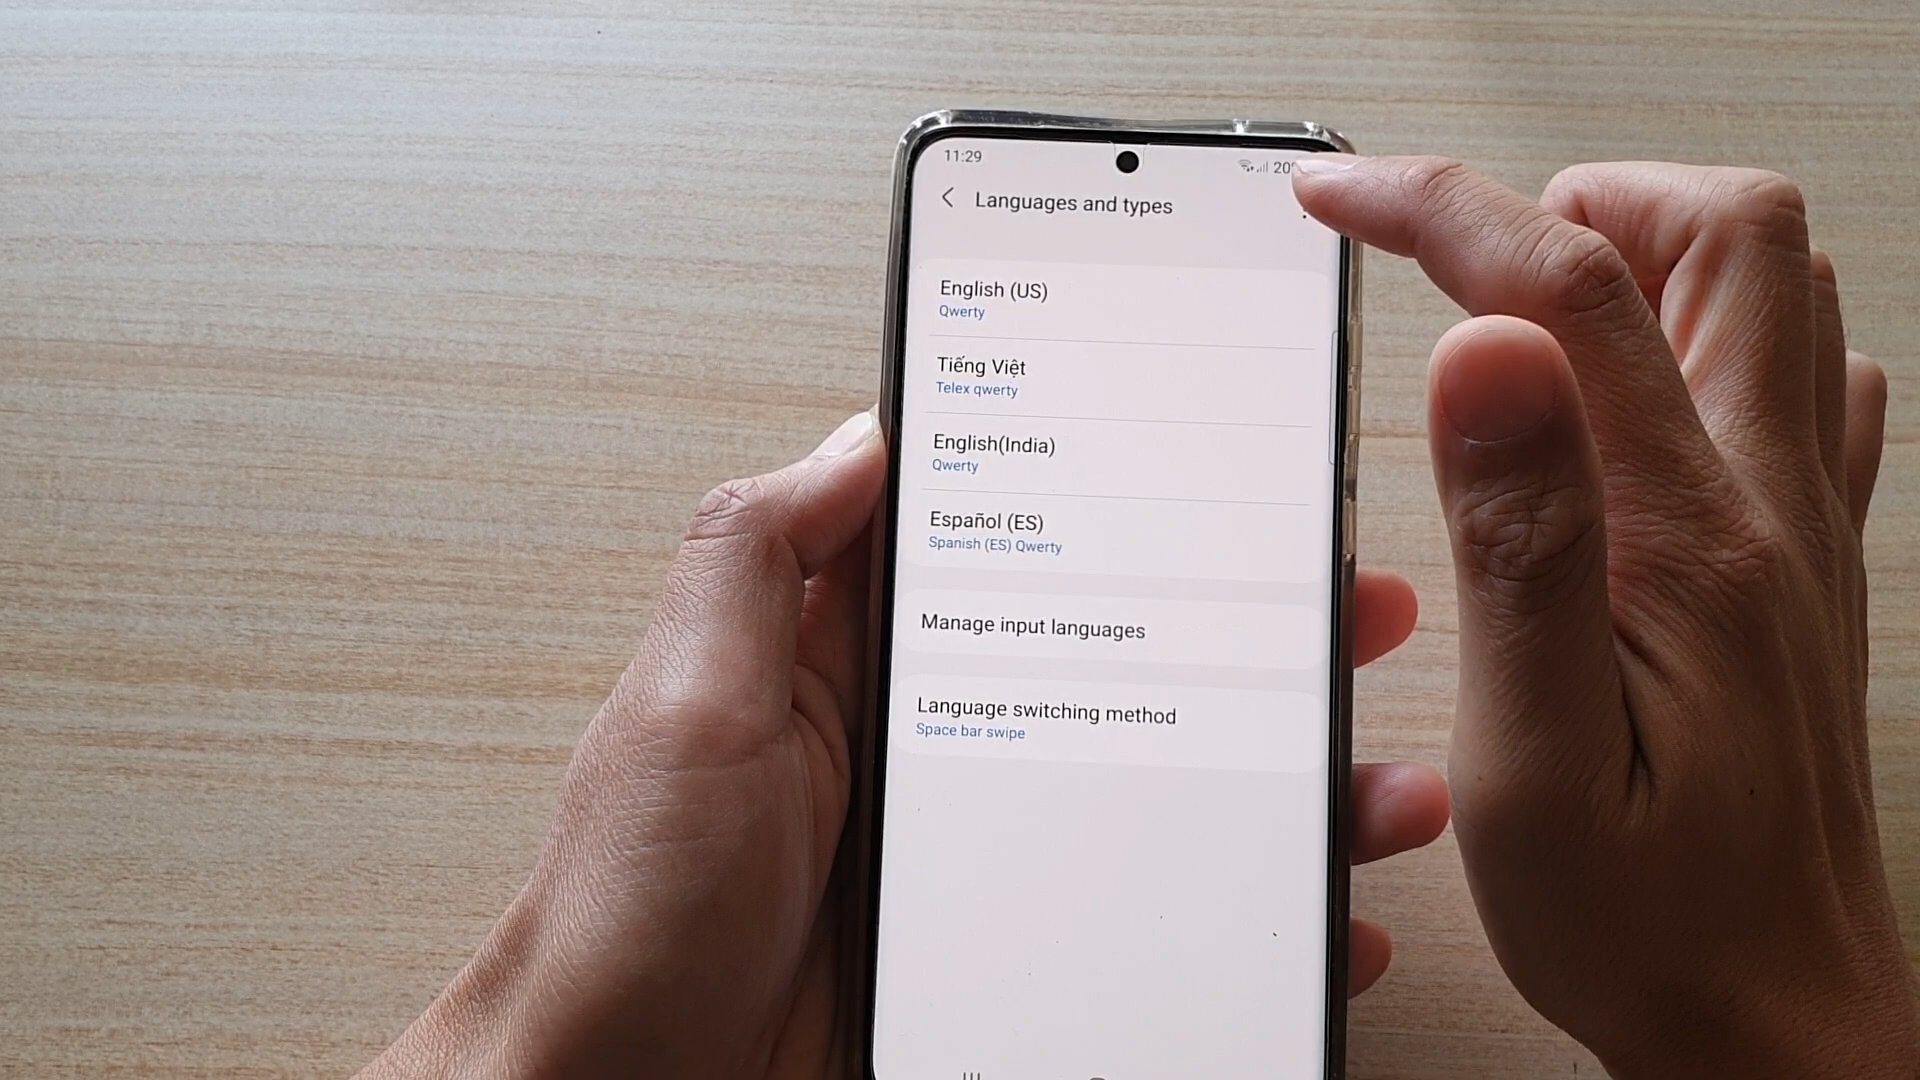 11:29
Languages and types
English (US)
Qwerty
Tiếng Việt
Telex qwerty
English(India)
Qwerty
Español (ES)
Spanish (ES) Qwerty
Manage input languages
Language switching method
Space bar swipe